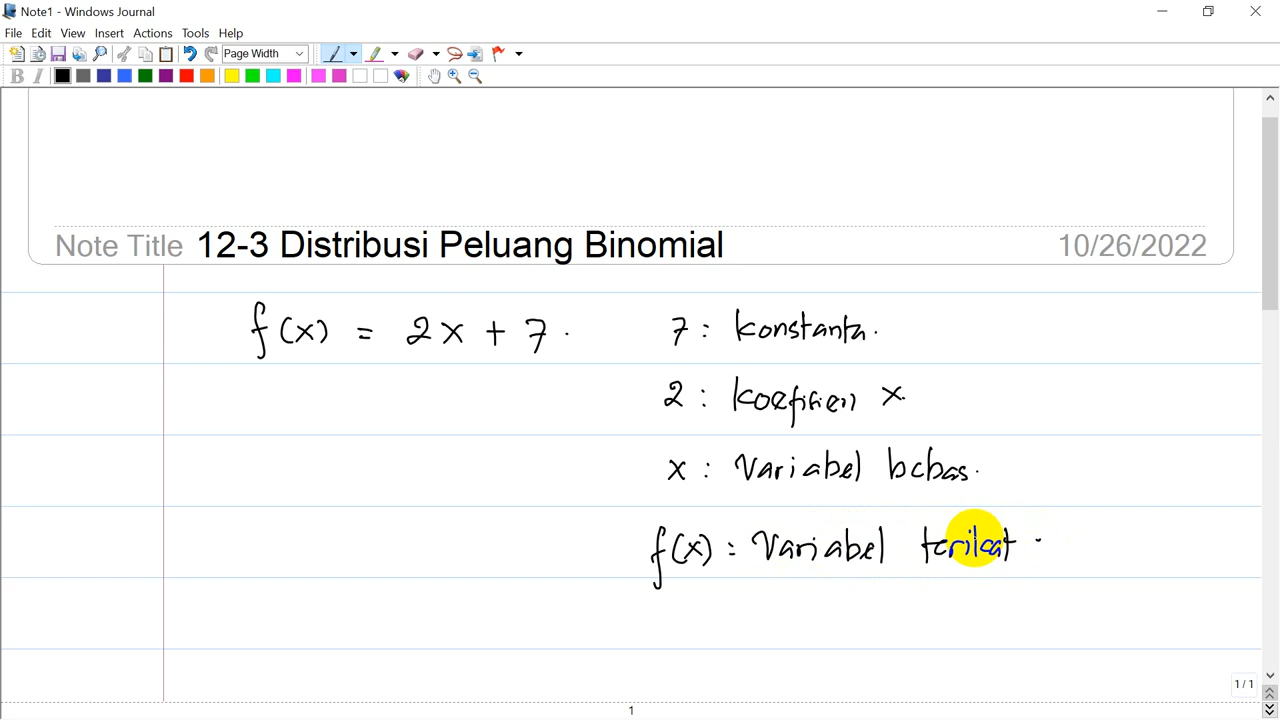 Note1 - Windows Journal
File Edit View Insert Actions Tools Help
Page Width
Note Title 12-3 Distribusi Peluang Binomial 10/26/2022
f(x) = 2x + 7. 7 : konstanta.
2 : koefisien x.
x : Variabel bebas.
f(x) : Variabel terikat.
1 / 1
1